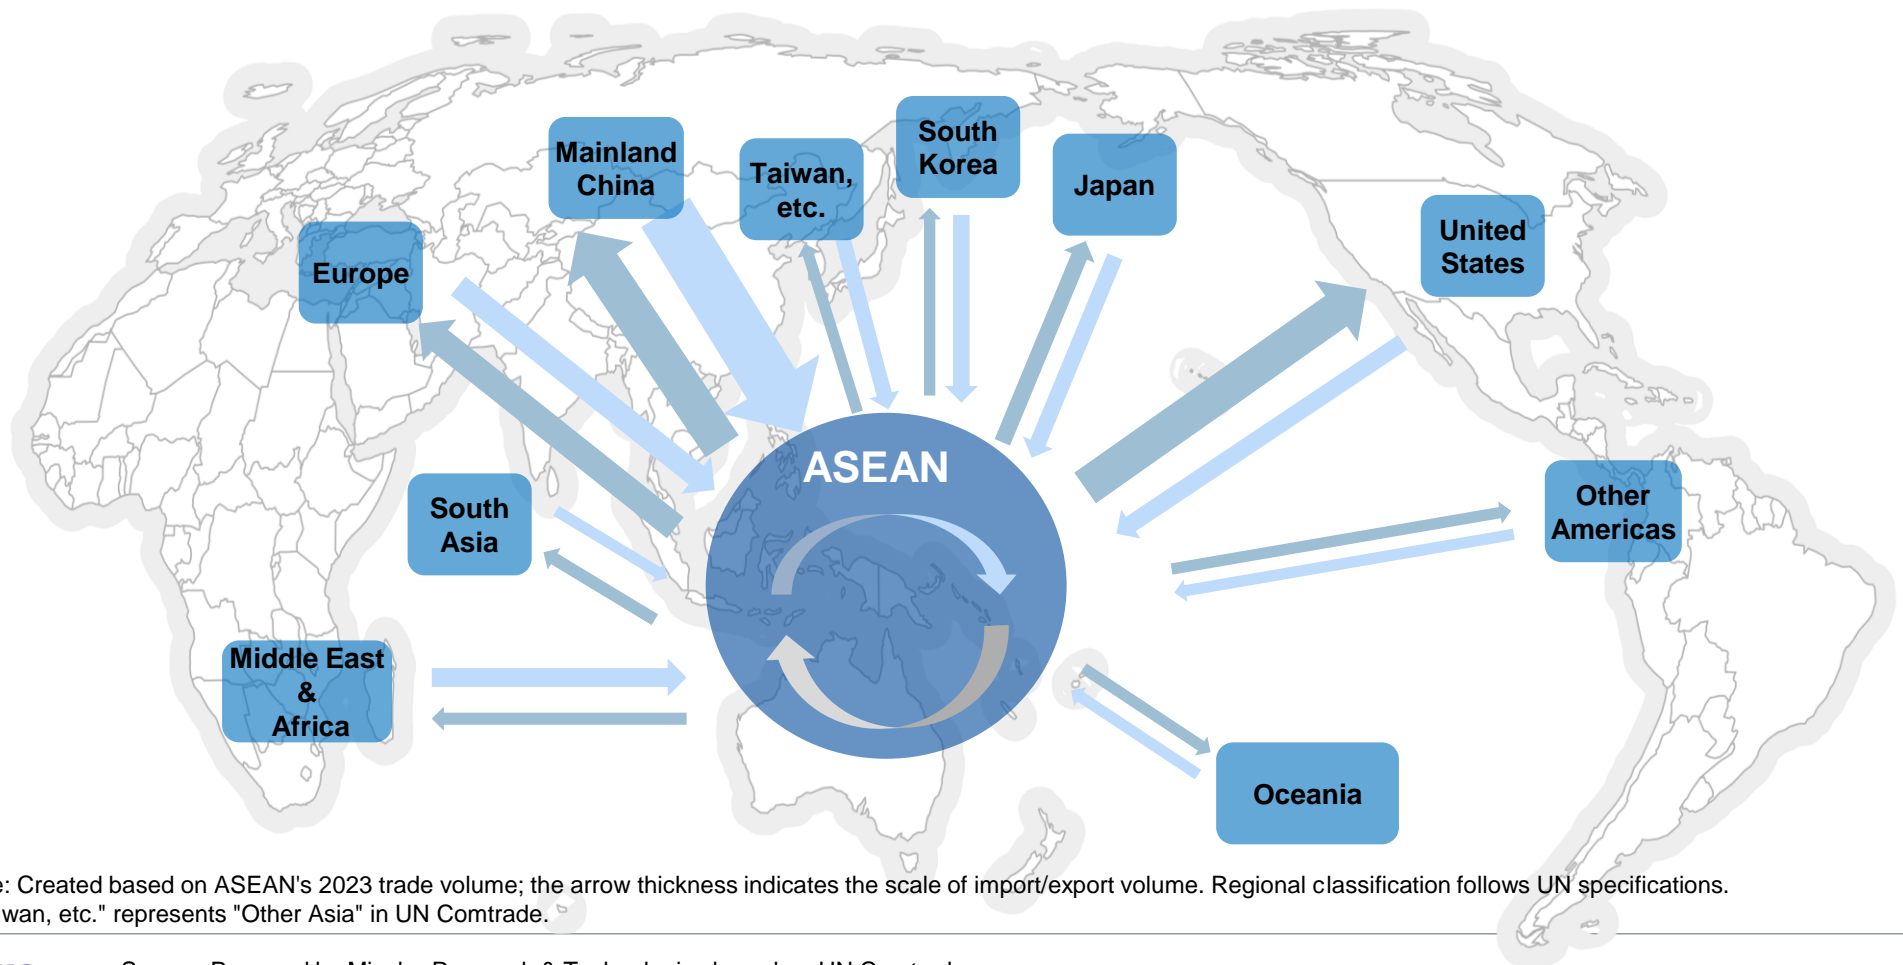 Mainland
China
Taiwan,
etc.
South
Korea
Japan
United
States
Europe
ASEAN
South
Asia
Other
Americas
Middle East
&
Africa
Oceania
e: Created based on ASEAN's 2023 trade volume; the arrow thickness indicates the scale of import/export volume. Regional classification follows UN specifications.
wan, etc." represents "Other Asia" in UN Comtrade.